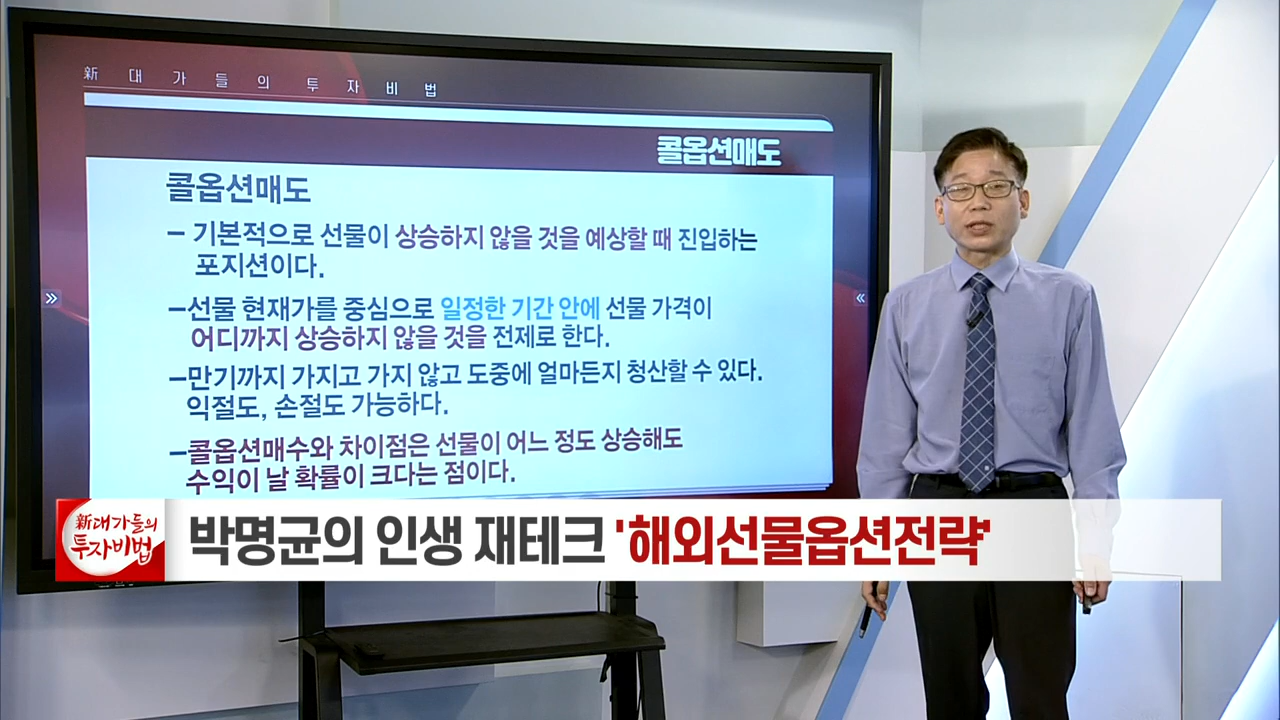 新 대 가 들 의 투 자 비 법
콜옵션매도
콜옵션매도
– 기본적으로 선물이 상승하지 않을 것을 예상할 때 진입하는
포지션이다.
–선물 현재가를 중심으로 일정한 기간 안에 선물 가격이
어디까지 상승하지 않을 것을 전제로 한다.
–만기까지 가지고 가지 않고 도중에 얼마든지 청산할 수 있다.
익절도, 손절도 가능하다.
–콜옵션매수와 차이점은 선물이 어느 정도 상승해도
수익이 날 확률이 크다는 점이다.
新대가들의
투자비법
박명균의 인생 재테크 '해외선물옵션전략'